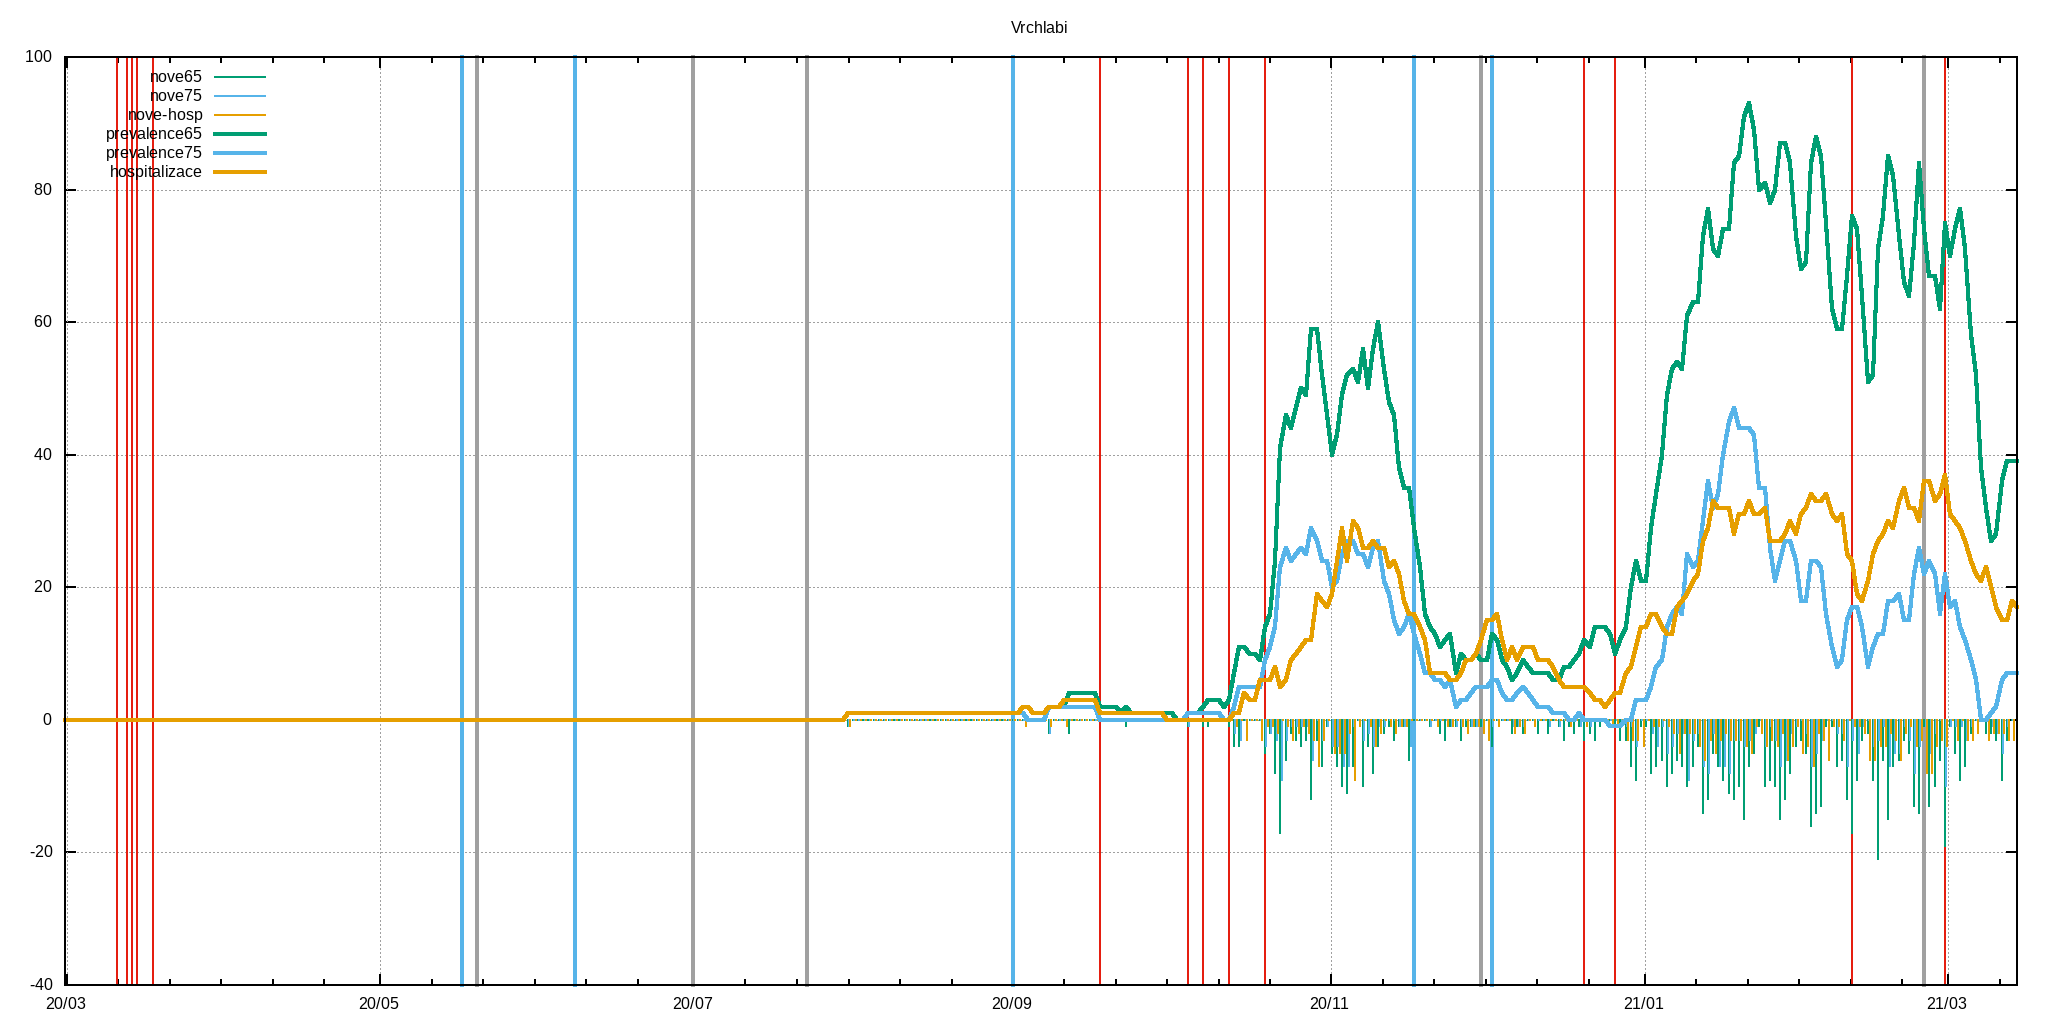 Vrchlabi
100
80
60
40
20
0
-20
-40
nove65
nove75
nove-hosp
prevalence65
prevalence75
hospitalizace
20/03 20/05 20/07 20/09 20/11 21/01 21/03